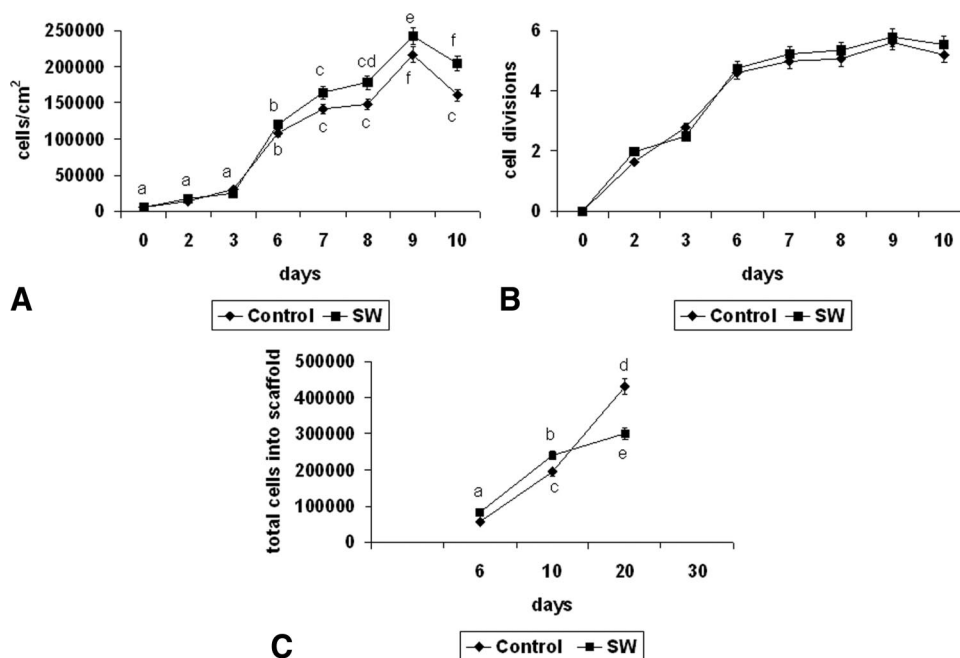 250000
200000
150000
100000
50000
0
cells/cm²
a a a b b c c cd c e f f c
0 2 3 6 7 8 9 10
days
A
Control SW
6
4
2
0
cell divisions
0 2 3 6 7 8 9 10
days
B
Control SW
500000
400000
300000
200000
100000
0
total cells into scaffold
a b c d e
6 10 20 30
days
C
Control SW